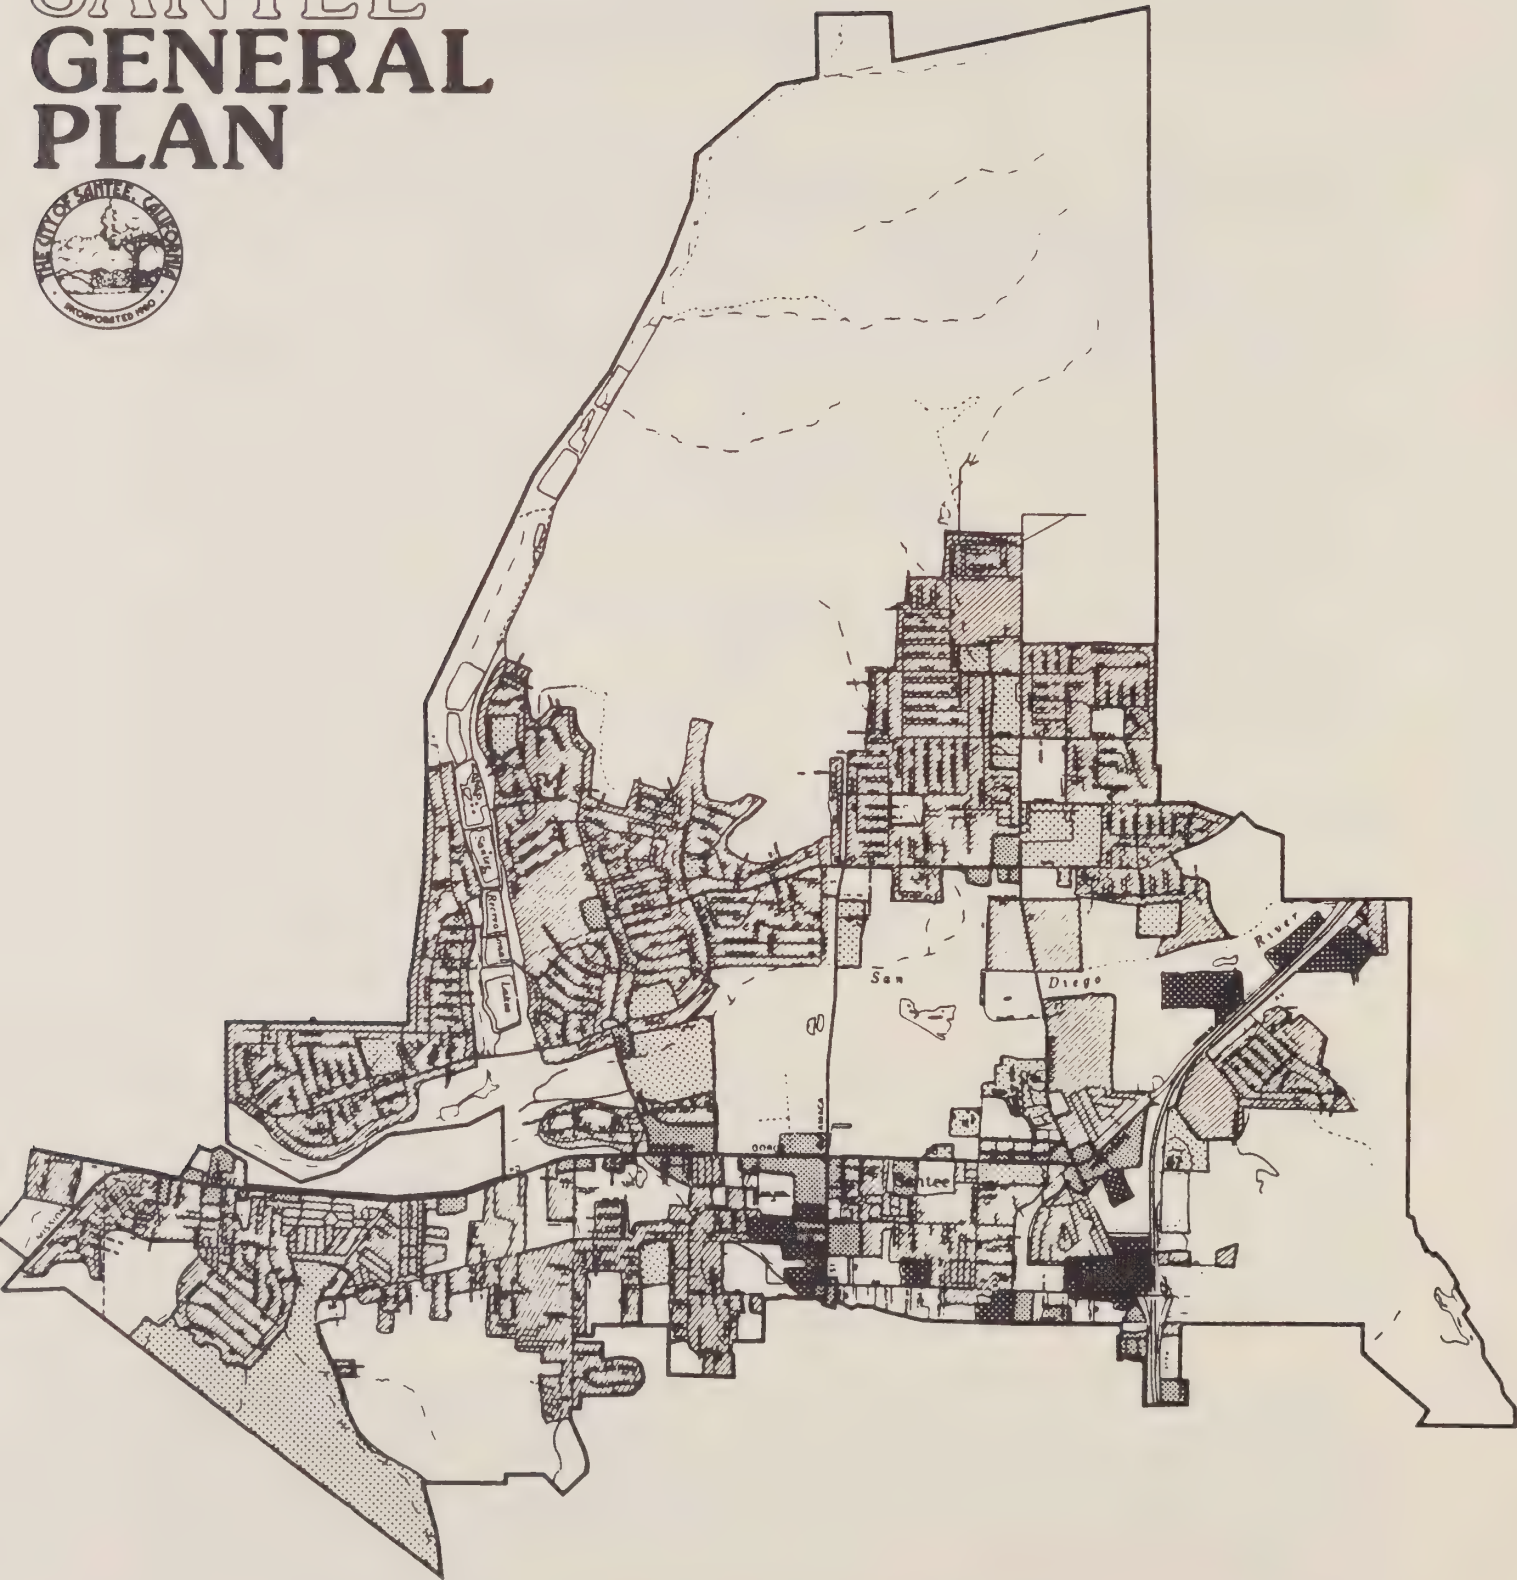 SANTEE
GENERAL
PLAN
THE CITY OF SANTEE, CALIFORNIA
INCORPORATED 1980
River
San
Diego
Lakes
Santee